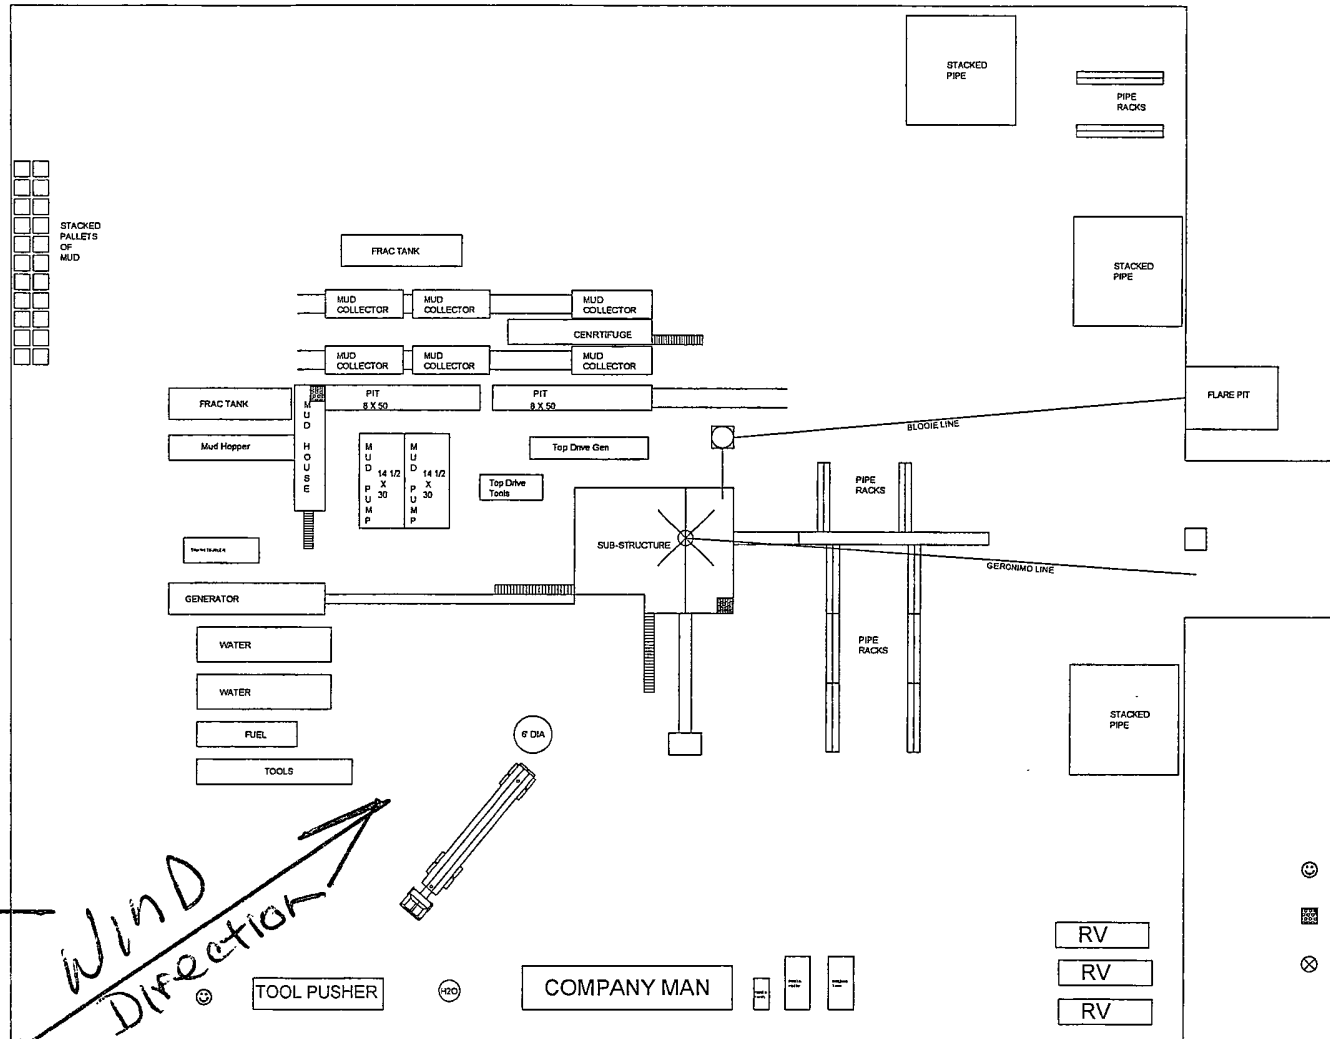 STACKED
PIPE
PIPE
RACKS
STACKED
PALLETS
OF
MUD
FRAC TANK
STACKED
PIPE
MUD
COLLECTOR
MUD
COLLECTOR
MUD
COLLECTOR
CENRTIFUGE
MUD
COLLECTOR
MUD
COLLECTOR
MUD
COLLECTOR
FRAC TANK
MUD HOUSE
PIT
8 X 50
PIT
8 X 50
FLARE PIT
BLOOIE LINE
Mud Hopper
MUD PUMP
14 1/2
X
30
MUD PUMP
14 1/2
X
30
Top Drive Gen
Top Drive
Tools
PIPE
RACKS
SUB-STRUCTURE
GERONIMO LINE
GENERATOR
WATER
PIPE
RACKS
WATER
FUEL
6' DIA
STACKED
PIPE
TOOLS
WinD
Direction
TOOL PUSHER
H2O
COMPANY MAN
RV
RV
RV